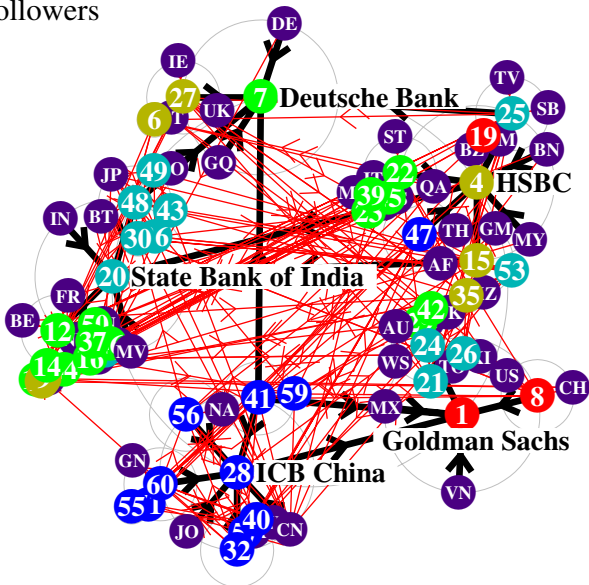 ollowers
DE
IE
TV
27
7 Deutsche Bank
UK
25
SB
6
19
ST
BN
GQ
49
22
JP
QA
4 HSBC
39
48
43
IN
BT
47
TH
GM
MY
30
AF
15
53
20 State Bank of India
FR
35
BE
12
42
AU
37
MV
24
26
WS
14
21
US
CH
8
41
59
56
NA
MX
1
Goldman Sachs
GN
28 ICB China
60
VN
55
40
JO
CN
32